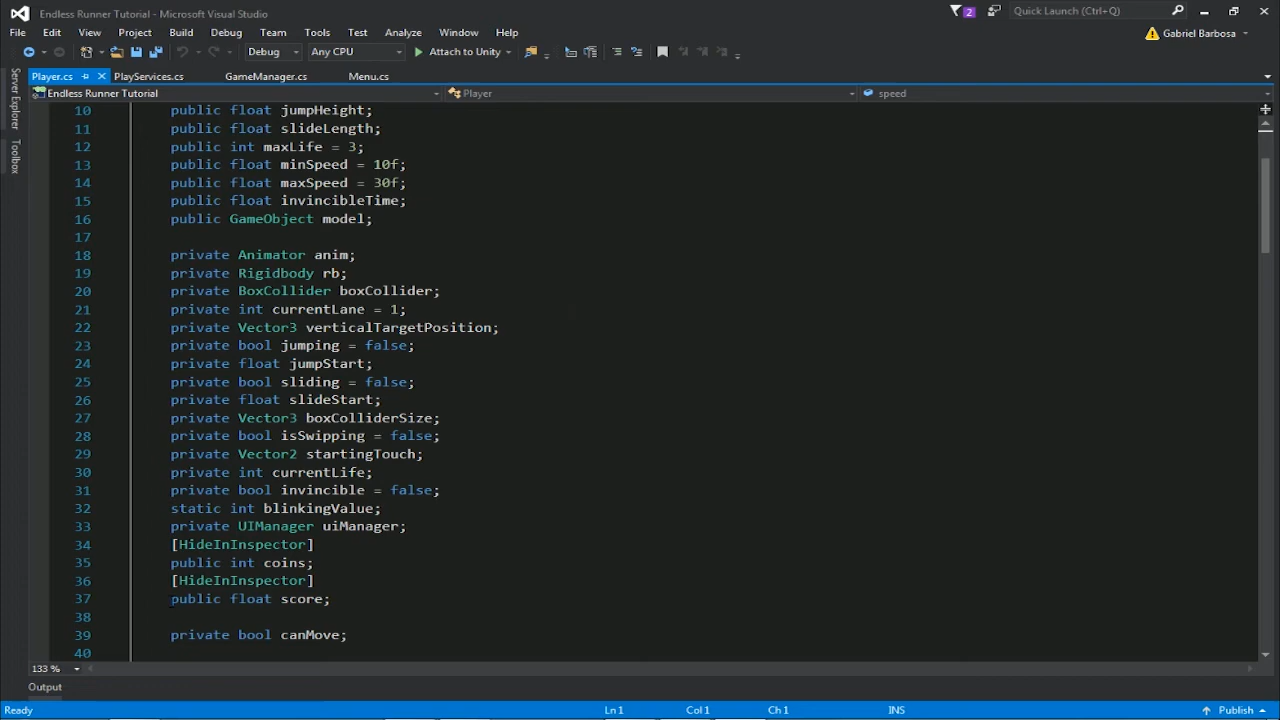 Endless Runner Tutorial - Microsoft Visual Studio
2
Quick Launch (Ctrl+Q)
File Edit View Project Build Debug Team Tools Test Analyze Window Help
Gabriel Barbosa
Debug Any CPU Attach to Unity
Player.cs PlayServices.cs GameManager.cs Menu.cs
Endless Runner Tutorial Player speed
Server Explorer
Toolbox
10 public float jumpHeight;
11 public float slideLength;
12 public int maxLife = 3;
13 public float minSpeed = 10f;
14 public float maxSpeed = 30f;
15 public float invincibleTime;
16 public GameObject model;
17
18 private Animator anim;
19 private Rigidbody rb;
20 private BoxCollider boxCollider;
21 private int currentLane = 1;
22 private Vector3 verticalTargetPosition;
23 private bool jumping = false;
24 private float jumpStart;
25 private bool sliding = false;
26 private float slideStart;
27 private Vector3 boxColliderSize;
28 private bool isSwipping = false;
29 private Vector2 startingTouch;
30 private int currentLife;
31 private bool invincible = false;
32 static int blinkingValue;
33 private UIManager uiManager;
34 [HideInInspector]
35 public int coins;
36 [HideInInspector]
37 public float score;
38
39 private bool canMove;
40
133 %
Output
Ready Ln 1 Col 1 Ch 1 INS Publish